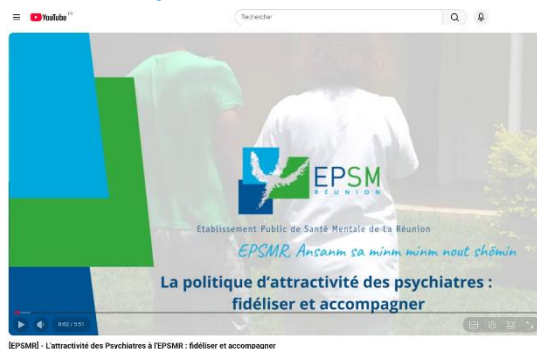 YouTube FR
Rechercher
EPSM
RÉUNION
Etablissement Public de Santé Mentale de La Réunion
EPSMR, Ansanm sa minm minm nout shömin
La politique d'attractivité des psychiatres :
fidéliser et accompagner
0:02 / 5:51
[EPSMR] - L'attractivité des Psychiatres à l'EPSMR : fidéliser et accompagner